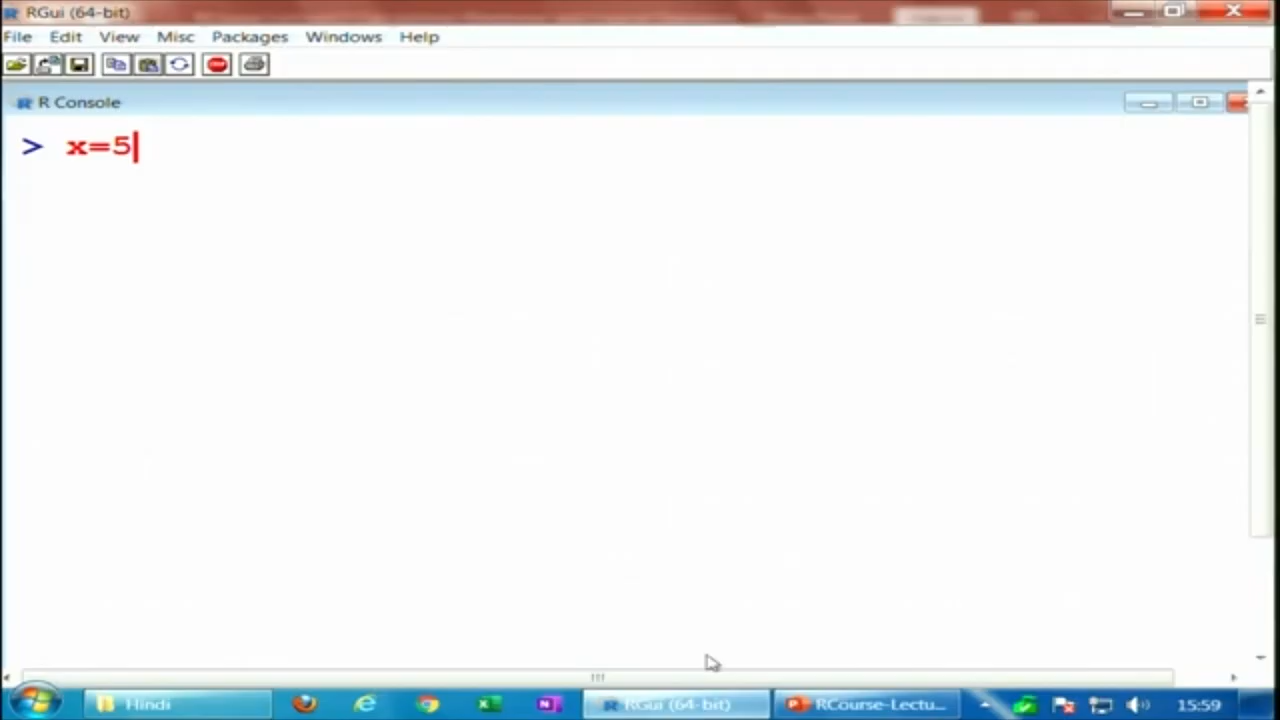 RGui (64-bit)
File Edit View Misc Packages Windows Help
STOP
R Console
> x=5
Hindi
RGui (64-bit)
RCourse-Lectu...
15:59